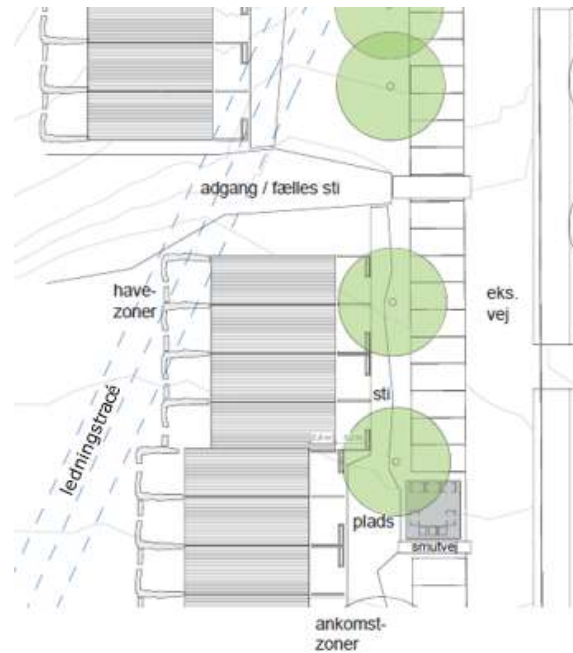 adgang / fælles sti
have-
zoner
eks.
vej
sti
ledningstracé
plads
smutvej
ankomst-
zoner